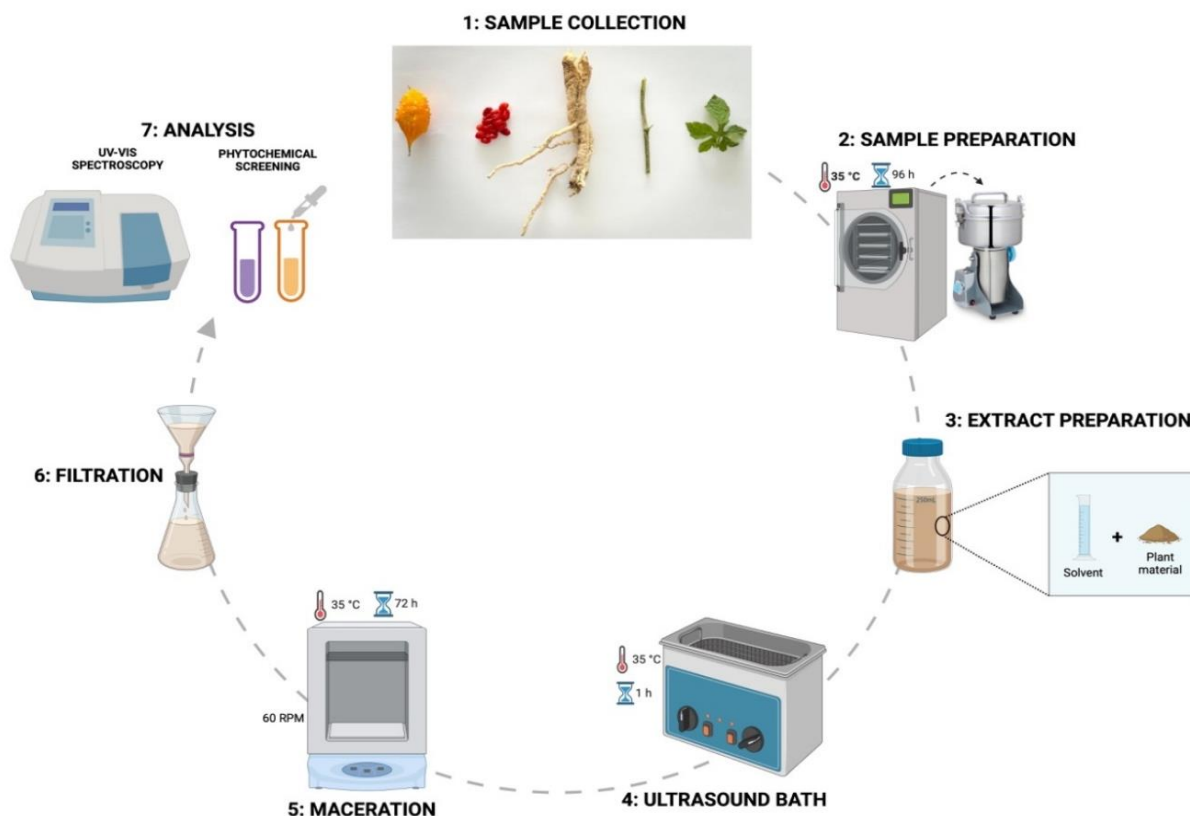 1: SAMPLE COLLECTION
2: SAMPLE PREPARATION
35 °C
96 h
3: EXTRACT PREPARATION
250mL
+
Solvent
Plant
material
4: ULTRASOUND BATH
35 °C
1 h
5: MACERATION
35 °C
72 h
60 RPM
6: FILTRATION
7: ANALYSIS
UV-VIS
SPECTROSCOPY
PHYTOCHEMICAL
SCREENING